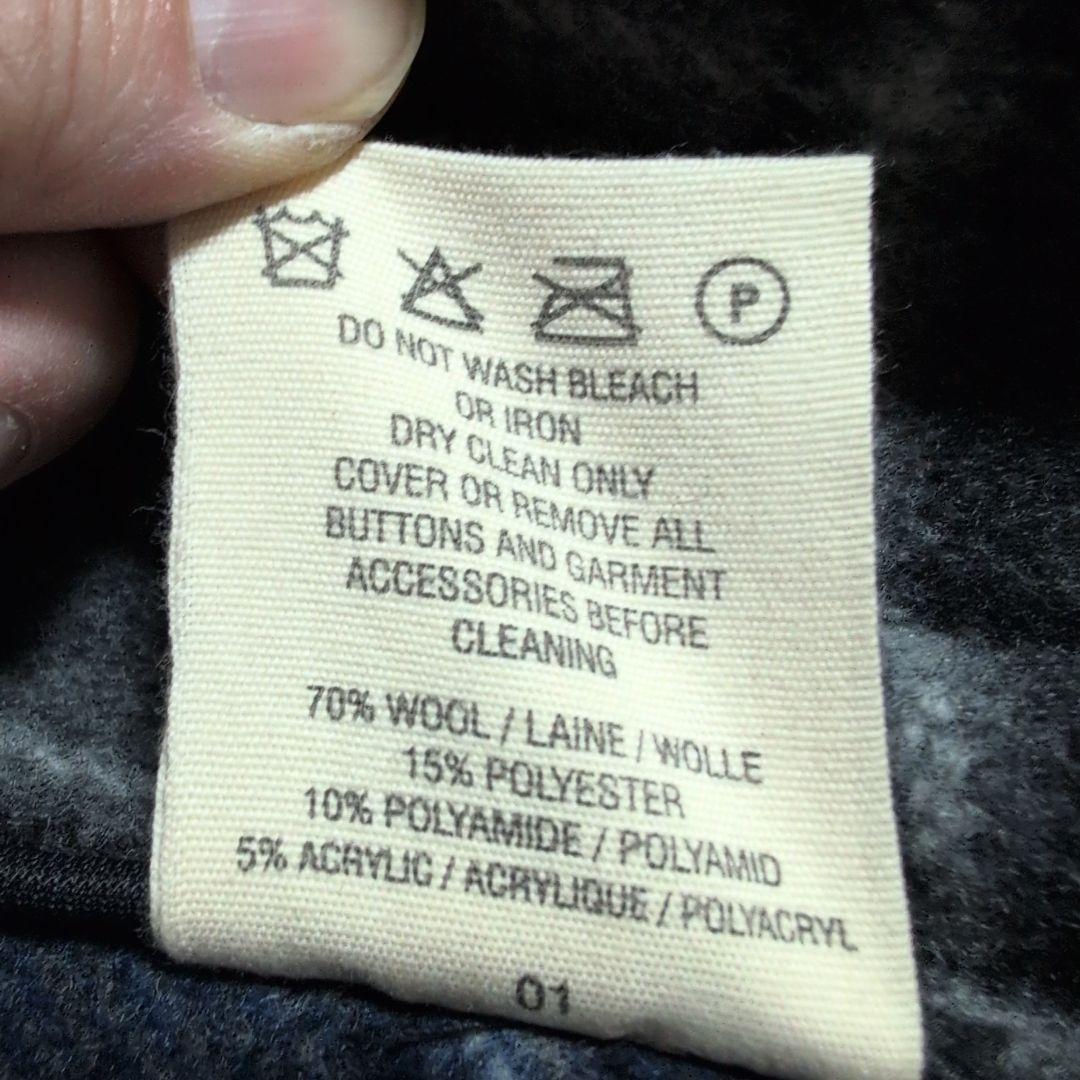 P
DO NOT WASH BLEACH
OR IRON
DRY CLEAN ONLY
COVER OR REMOVE ALL
BUTTONS AND GARMENT
ACCESSORIES BEFORE
CLEANING
70% WOOL / LAINE / WOLLE
15% POLYESTER
10% POLYAMIDE / POLYAMID
5% ACRYLIC / ACRYLIQUE / POLYACRYL
01